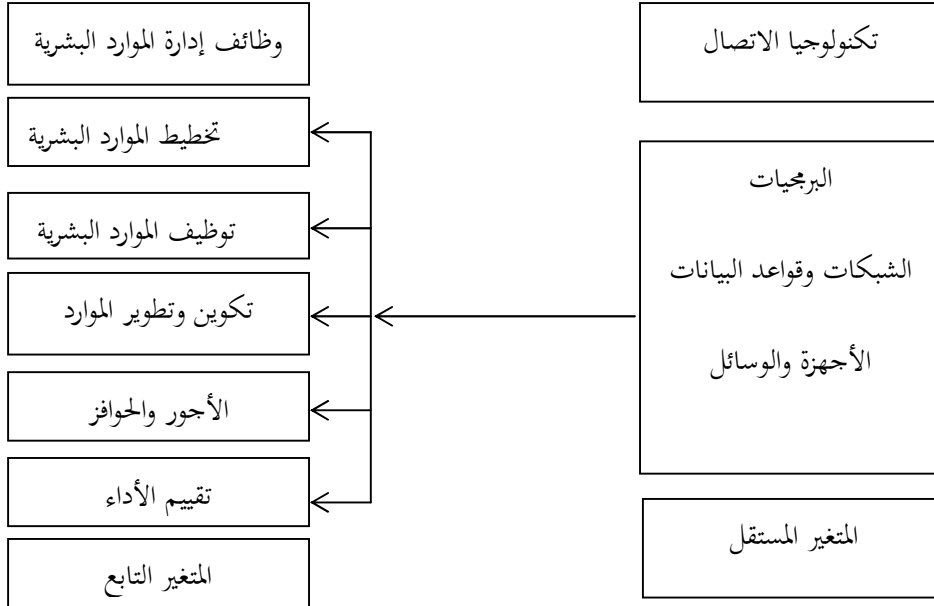 تكنولوجيا الاتصال
البرمجيات
الشبكات وقواعد البيانات
الأجهزة والوسائل
المتغير المستقل
وظائف إدارة الموارد البشرية
تخطيط الموارد البشرية
توظيف الموارد البشرية
تكوين وتطوير الموارد
الأجور والحوافز
تقييم الأداء
المتغير التابع